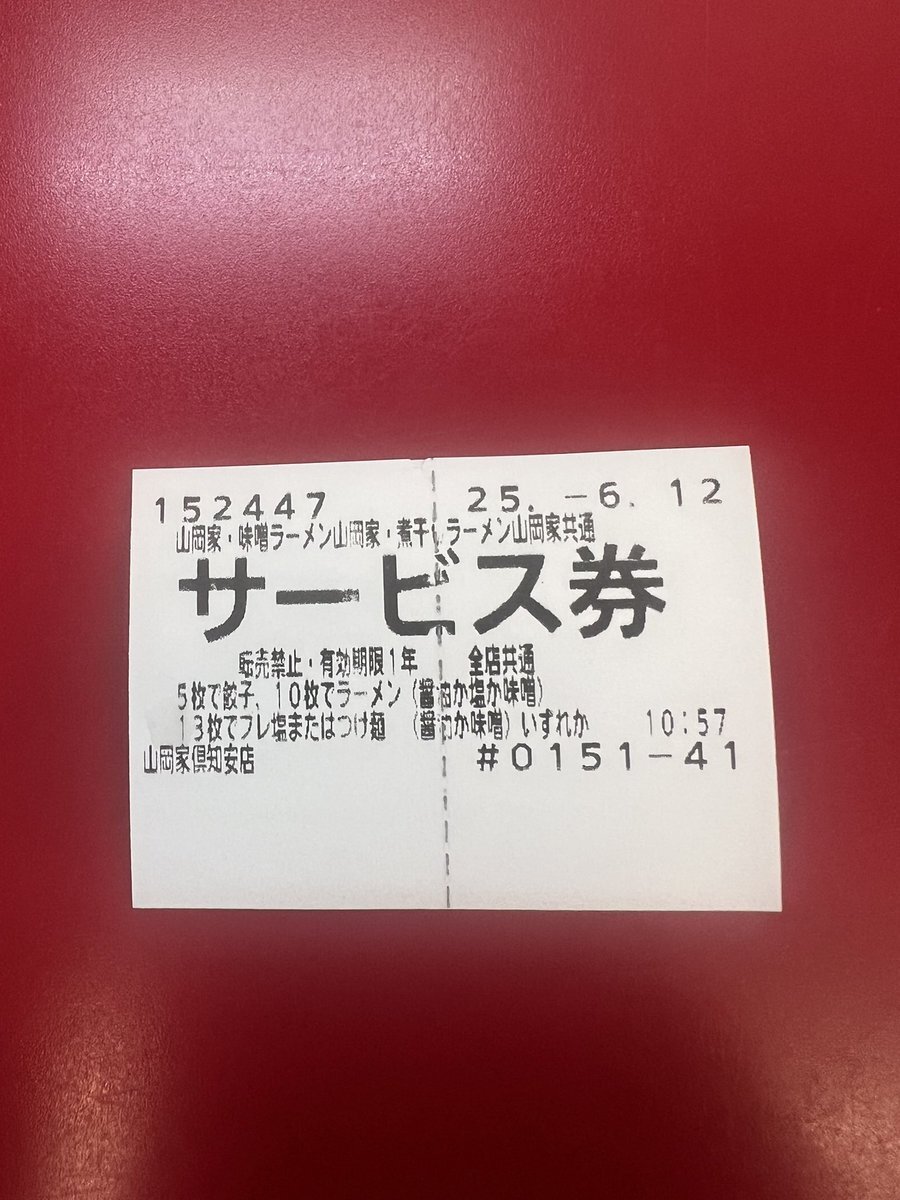 152447 25.-6.12
山岡家・味噌ラーメン山岡家・煮干しラーメン山岡家共通
サービス券
転売禁止・有効期限1年 全店共通
5枚で餃子、10枚でラーメン（醤油か塩か味噌）
13枚でプレ塩またはつけ麺 （醤油か味噌）いずれか 10:57
山岡家倶知安店 #0151-41